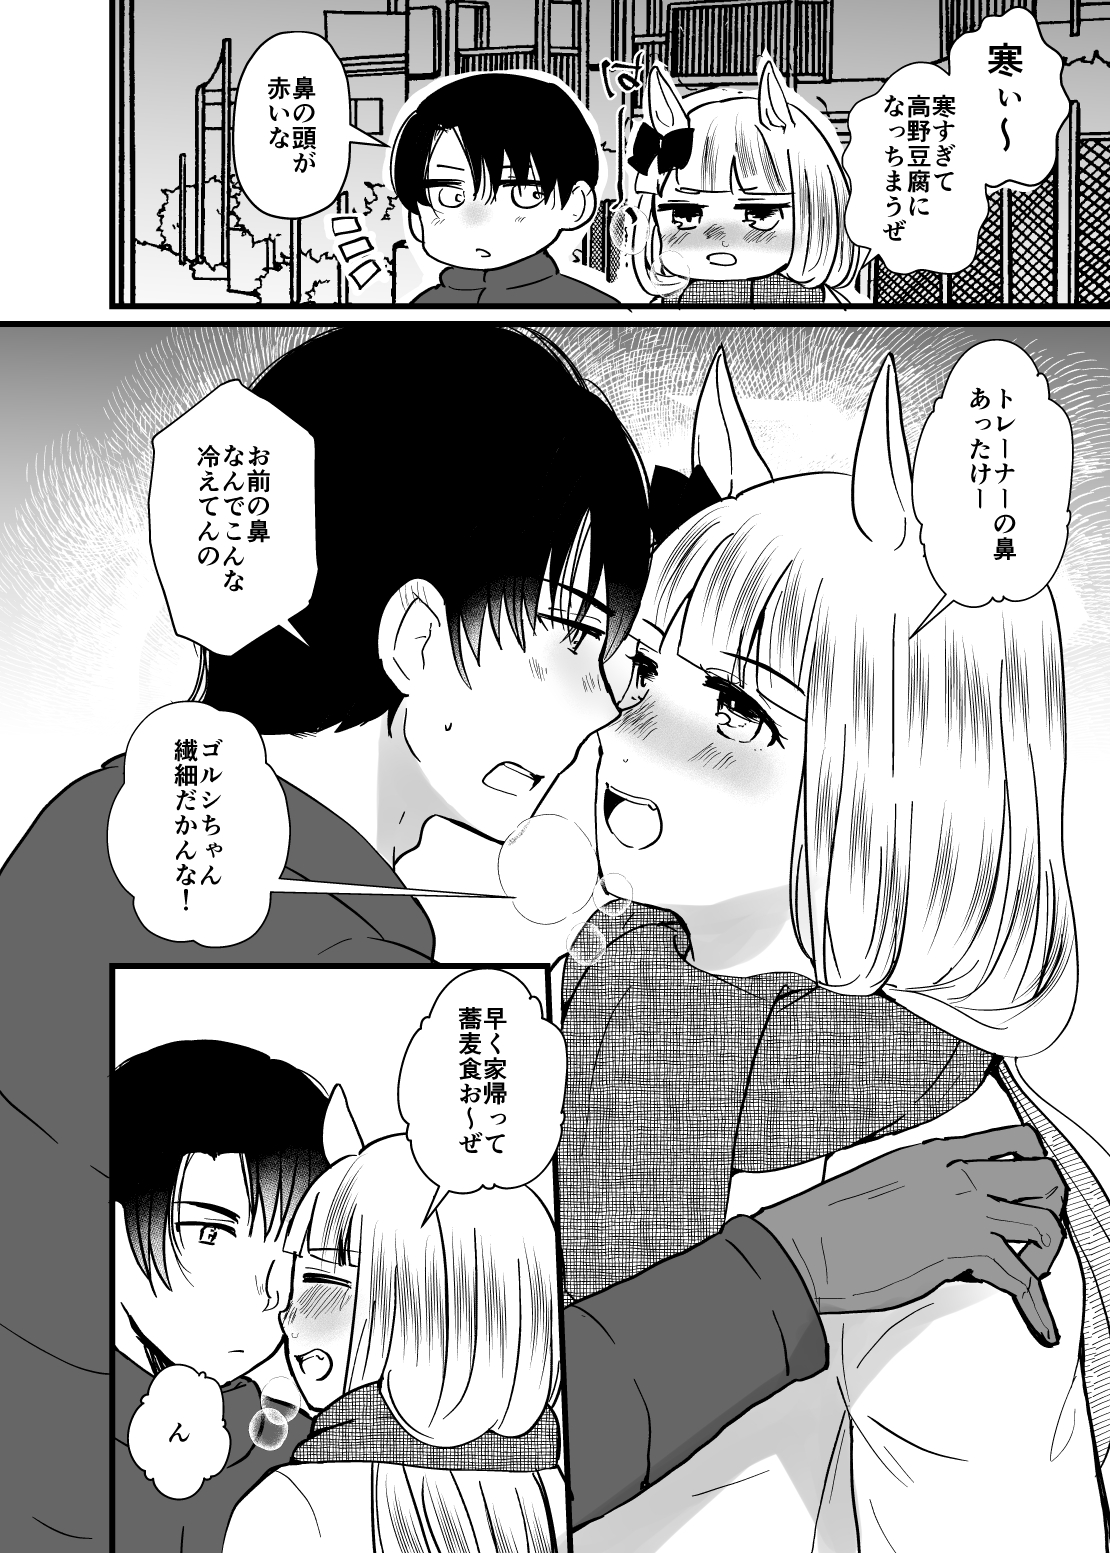 寒ぃ～
寒すぎて
高野豆腐に
なっちまうぜ
は
鼻の頭が
赤いな
トレーナーの鼻
あったけー
お前の鼻
なんでこんな
冷えてんの
ゴルシちゃん
繊細だかんな！
早く家帰って
蕎麦食お～ぜ
ん